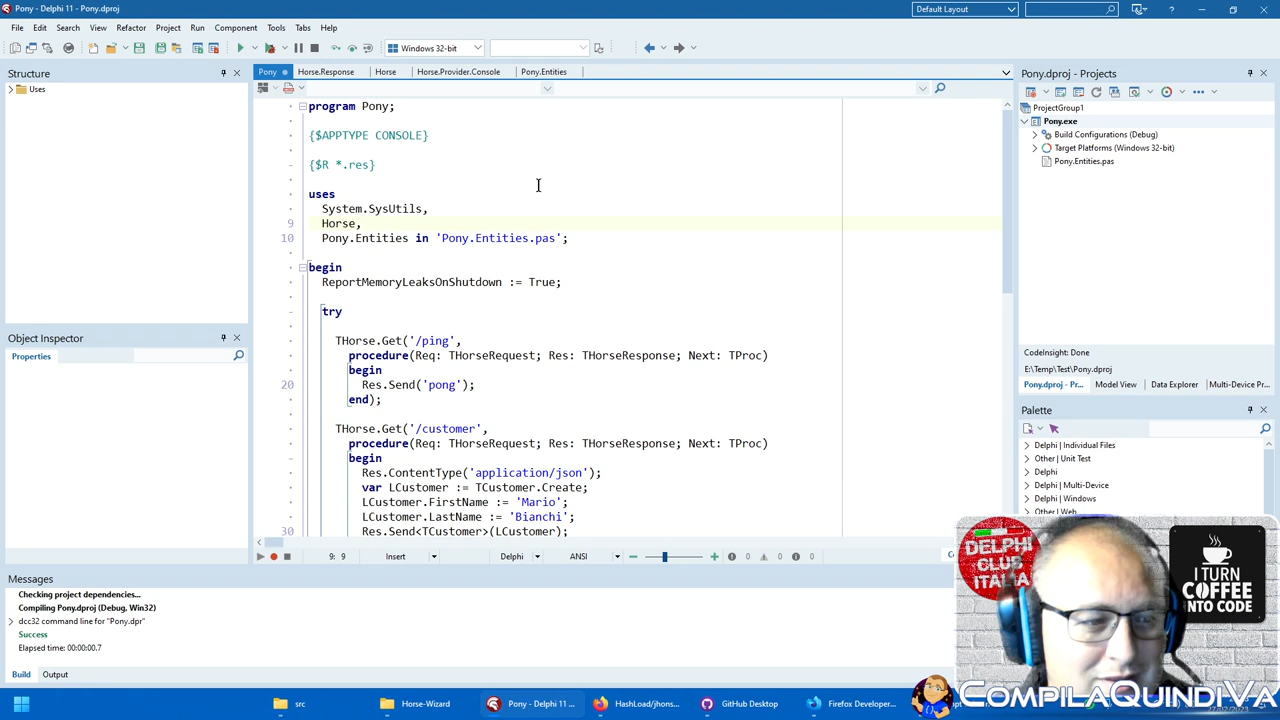 Pony - Delphi 11 - Pony.dproj
Default Layout
File Edit Search View Refactor Project Run Component Tools Tabs Help
Windows 32-bit
Structure
Uses
Object Inspector
Properties
Pony Horse.Response Horse Horse.Provider.Console Pony.Entities
program Pony;
{$APPTYPE CONSOLE}
{$R *.res}
uses
System.SysUtils,
9 Horse,
10 Pony.Entities in 'Pony.Entities.pas';
begin
ReportMemoryLeaksOnShutdown := True;
try
THorse.Get('/ping',
procedure(Req: THorseRequest; Res: THorseResponse; Next: TProc)
begin
20 Res.Send('pong');
end);
THorse.Get('/customer',
procedure(Req: THorseRequest; Res: THorseResponse; Next: TProc)
begin
Res.ContentType('application/json');
var LCustomer := TCustomer.Create;
LCustomer.FirstName := 'Mario';
LCustomer.LastName := 'Bianchi';
30 Res.Send<TCustomer>(LCustomer);
9: 9 Insert Delphi ANSI 0 0 0
Pony.dproj - Projects
ProjectGroup1
Pony.exe
Build Configurations (Debug)
Target Platforms (Windows 32-bit)
Pony.Entities.pas
CodeInsight: Done
E:\Temp\Test\Pony.dproj
Pony.dproj - Pr... Model View Data Explorer Multi-Device Pr...
Palette
Delphi | Individual Files
Other | Unit Test
Delphi
Delphi | Multi-Device
Delphi | Windows
Other | Web
Messages
Checking project dependencies...
Compiling Pony.dproj (Debug, Win32)
dcc32 command line for "Pony.dpr"
Success
Elapsed time: 00:00:00.7
Build Output
DELPHI
CLUB
ITALIA
I TURN
COFFEE
INTO CODE
src
Horse-Wizard
Pony - Delphi 11 ...
HashLoad/jhons...
GitHub Desktop
Firefox Developer...
COMPILAQUINDIVA